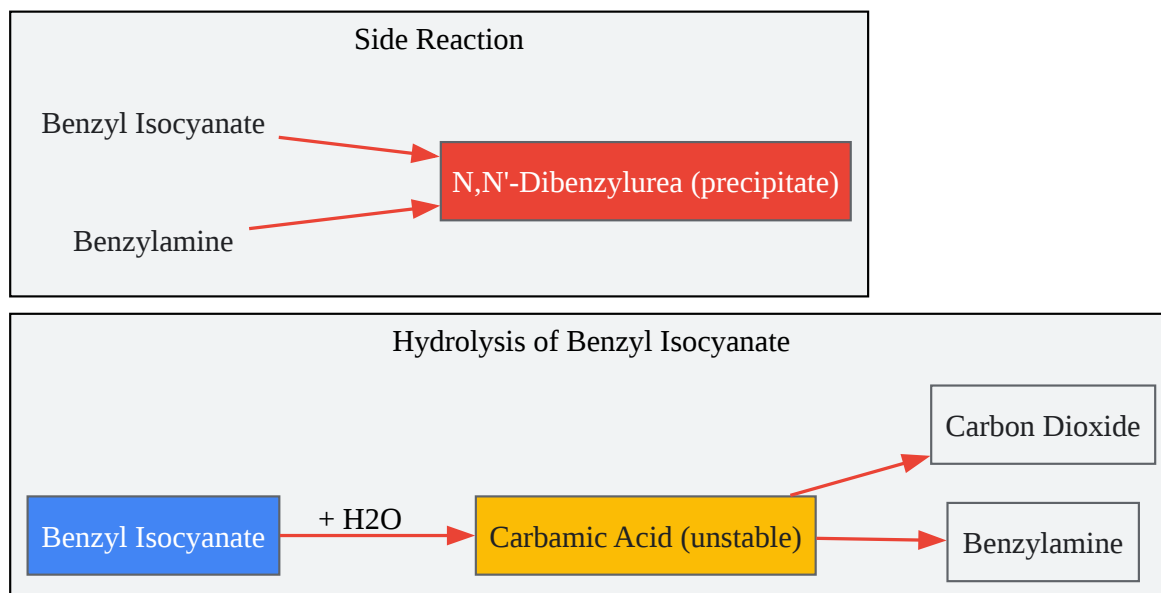 Side Reaction
Benzyl Isocyanate
N,N'-Dibenzylurea (precipitate)
Benzylamine
Hydrolysis of Benzyl Isocyanate
Carbon Dioxide
Benzyl Isocyanate
+ H2O
Carbamic Acid (unstable)
Benzylamine